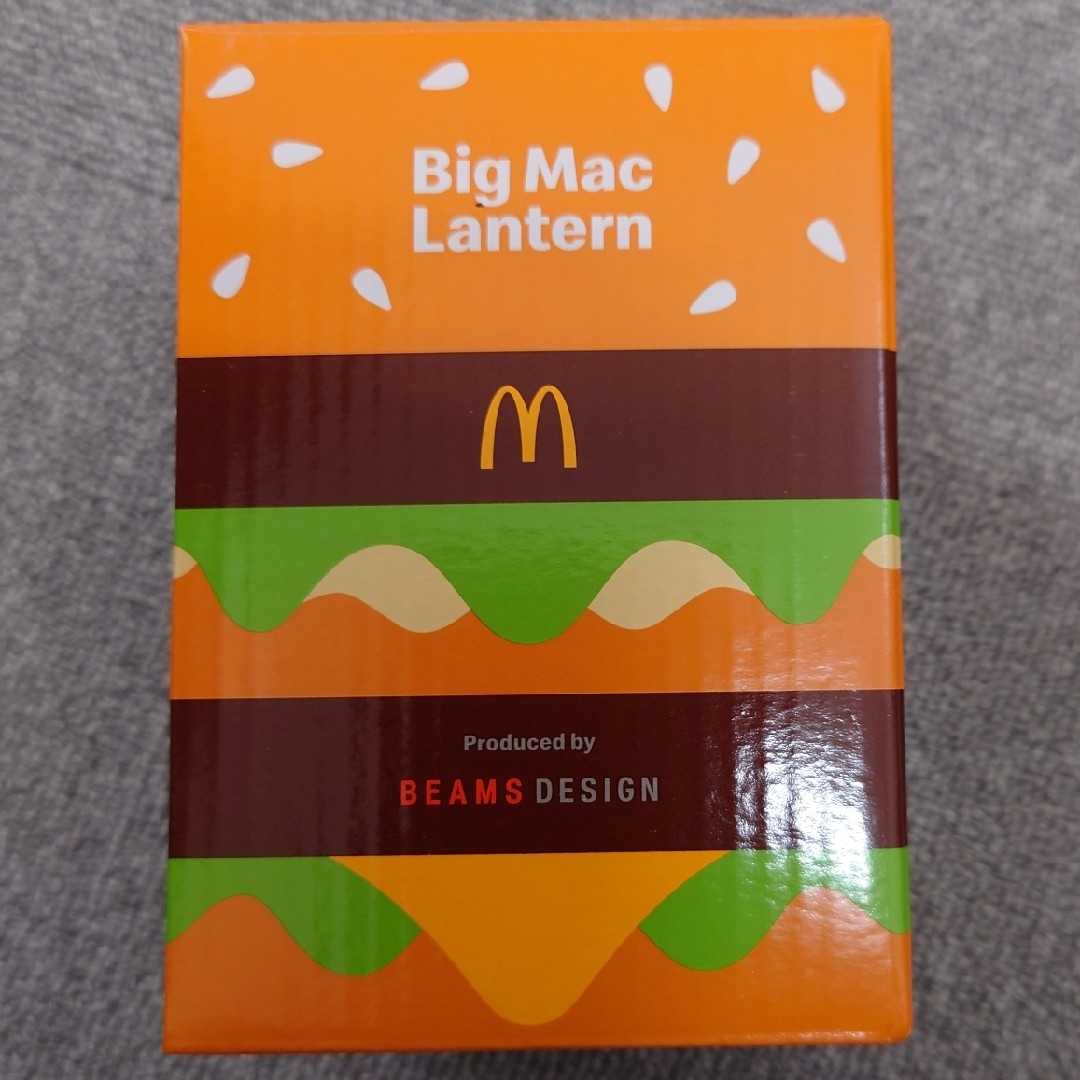 Big Mac
Lantern
Produced by
BEAMS DESIGN